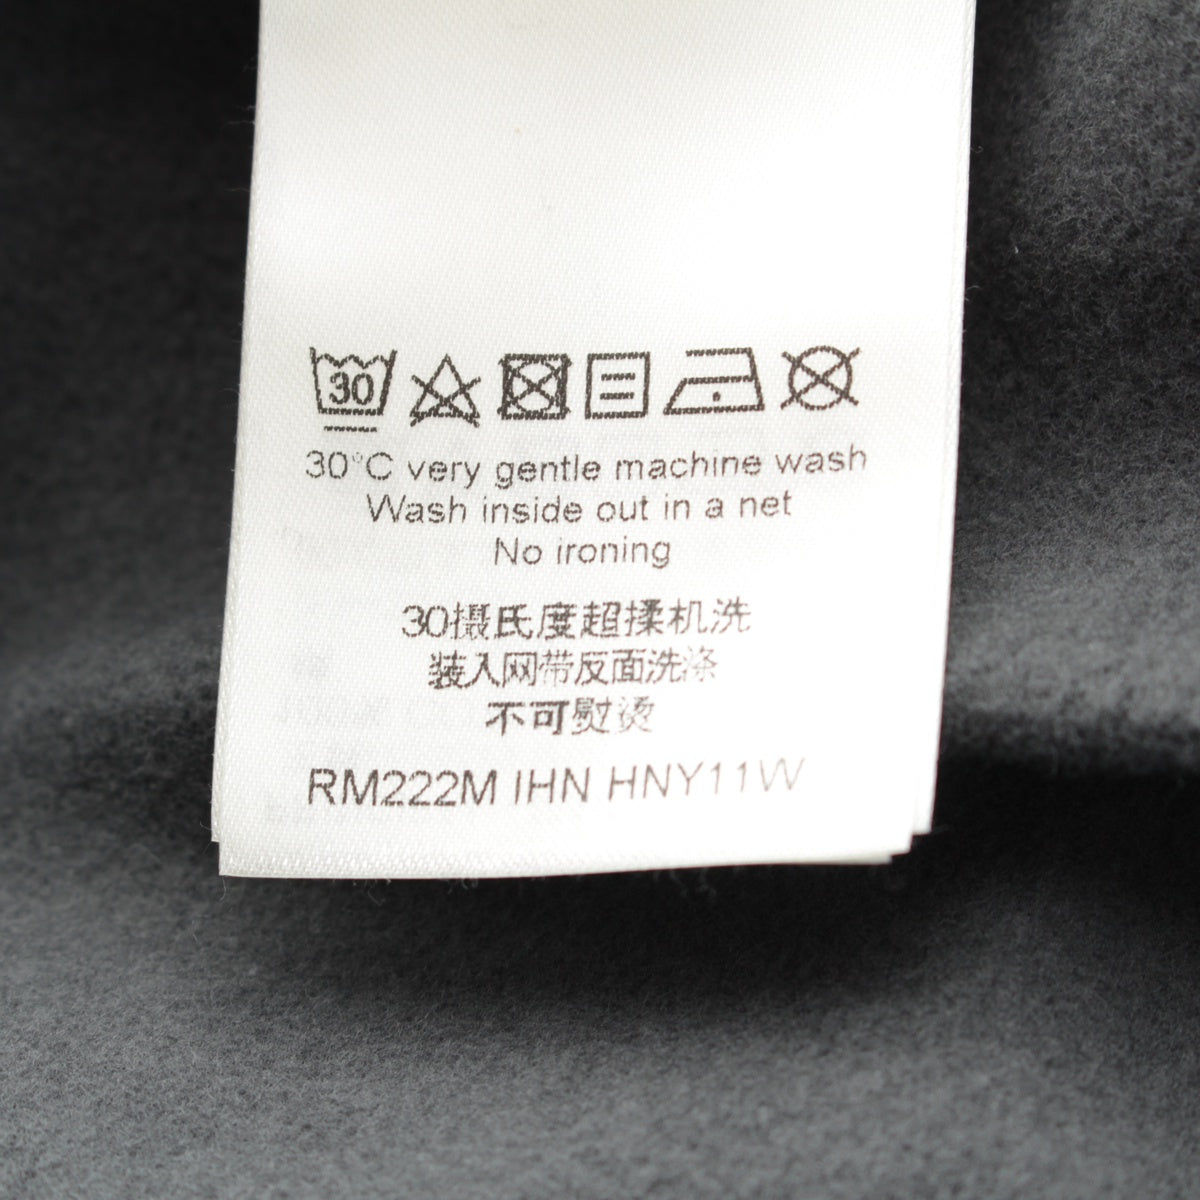 30
30°C very gentle machine wash
Wash inside out in a net
No ironing
30摄氏度超揉机洗
装入网带反面洗涤
不可熨烫
RM222M IHN HNY11W